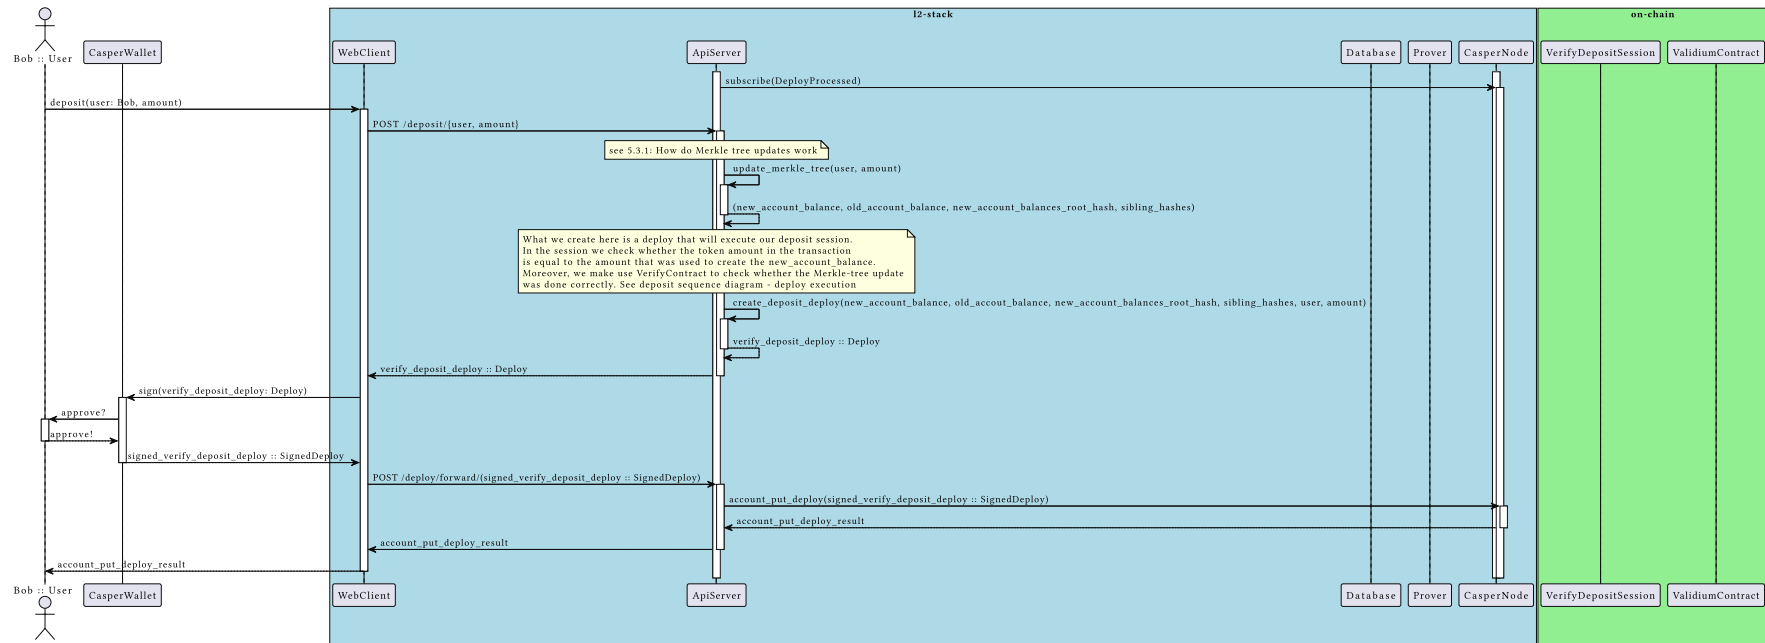 l2-stack
on-chain
Bob :: User
CasperWallet
WebClient
ApiServer
Database
Prover
CasperNode
VerifyDepositSession
ValidiumContract
subscribe(DeployProcessed)
deposit(user: Bob, amount)
POST /deposit/{user, amount}
see 5.3.1: How do Merkle tree updates work
update_merkle_tree(user, amount)
(new_account_balance, old_account_balance, new_account_balances_root_hash, sibling_hashes)
What we create here is a deploy that will execute our deposit session.
In the session we check whether the token amount in the transaction
is equal to the amount that was used to create the new_account_balance.
Moreover, we make use VerifyContract to check whether the Merkle-tree update
was done correctly. See deposit sequence diagram - deploy execution
create_deposit_deploy(new_account_balance, old_accout_balance, new_account_balances_root_hash, sibling_hashes, user, amount)
verify_deposit_deploy :: Deploy
verify_deposit_deploy :: Deploy
sign(verify_deposit_deploy: Deploy)
approve?
approve!
signed_verify_deposit_deploy :: SignedDeploy
POST /deploy/forward/(signed_verify_deposit_deploy :: SignedDeploy)
account_put_deploy(signed_verify_deposit_deploy :: SignedDeploy)
account_put_deploy_result
account_put_deploy_result
account_put_deploy_result
Bob :: User
CasperWallet
WebClient
ApiServer
Database
Prover
CasperNode
VerifyDepositSession
ValidiumContract